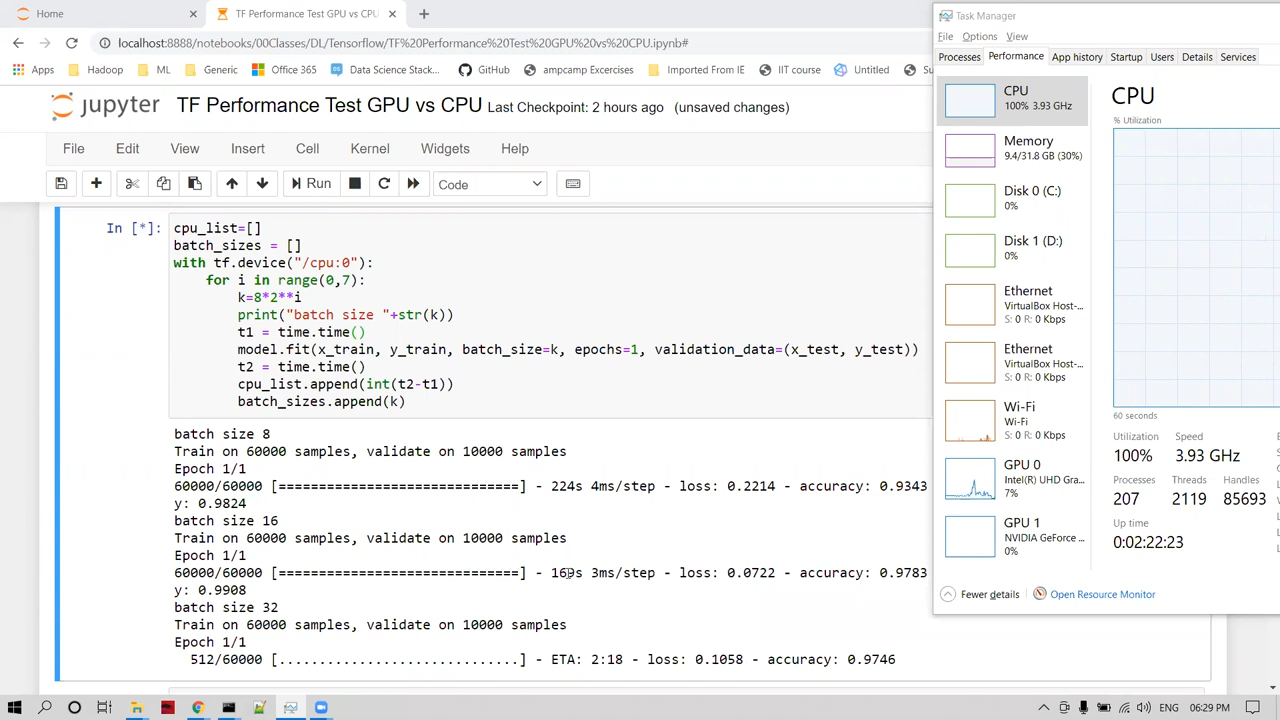 Home
TF Performance Test GPU vs CPU
localhost:8888/notebooks/00Classes/DL/Tensorflow/TF%20Performance%20Test%20GPU%20vs%20CPU.ipynb#
Apps Hadoop ML Generic Office 365 Data Science Stack... GitHub ampcamp Excercises Imported From IE IIT course Untitled
jupyter TF Performance Test GPU vs CPU Last Checkpoint: 2 hours ago (unsaved changes)
File Edit View Insert Cell Kernel Widgets Help
Run Code
In [*]:
cpu_list=[]
batch_sizes = []
with tf.device("/cpu:0"):
for i in range(0,7):
k=8*2**i
print("batch size "+str(k))
t1 = time.time()
model.fit(x_train, y_train, batch_size=k, epochs=1, validation_data=(x_test, y_test))
t2 = time.time()
cpu_list.append(int(t2-t1))
batch_sizes.append(k)
batch size 8
Train on 60000 samples, validate on 10000 samples
Epoch 1/1
60000/60000 [==============================] - 224s 4ms/step - loss: 0.2214 - accuracy: 0.9343
y: 0.9824
batch size 16
Train on 60000 samples, validate on 10000 samples
Epoch 1/1
60000/60000 [==============================] - 3ms/step - loss: 0.0722 - accuracy: 0.9783
y: 0.9908
batch size 32
Train on 60000 samples, validate on 10000 samples
Epoch 1/1
512/60000 [..............................] - ETA: 2:18 - loss: 0.1058 - accuracy: 0.9746
Task Manager
File Options View
Processes Performance App history Startup Users Details Services
CPU
100% 3.93 GHz
Memory
9.4/31.8 GB (30%)
Disk 0 (C:)
0%
Disk 1 (D:)
0%
Ethernet
VirtualBox Host-...
S: 0 R: 0 Kbps
Ethernet
VirtualBox Host-...
S: 0 R: 0 Kbps
Wi-Fi
Wi-Fi
S: 0 R: 0 Kbps
GPU 0
Intel(R) UHD Gra...
7%
GPU 1
NVIDIA GeForce ...
0%
CPU
% Utilization
60 seconds
Utilization Speed
100% 3.93 GHz
Processes Threads Handles
207 2119 85693
Up time
0:02:22:23
Fewer details Open Resource Monitor
ENG 06:29 PM